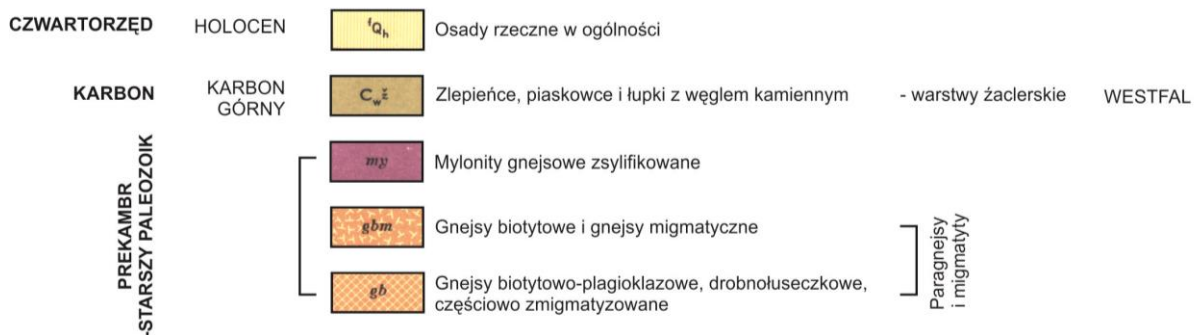 CZWARTORZĘD HOLOCEN fQh Osady rzeczne w ogólności
KARBON KARBON GÓRNY Cwž Zlepieńce, piaskowce i łupki z węglem kamiennym - warstwy źaclerskie WESTFAL
PREKAMBR
-STARSZY PALEOZOIK
my Mylonity gnejsowe zsylifikowane
gbm Gnejsy biotytowe i gnejsy migmatyczne
gb Gnejsy biotytowo-plagioklazowe, drobnołuseczkowe,
częściowo zmigmatyzowane
Paragnejsy
i migmatyty